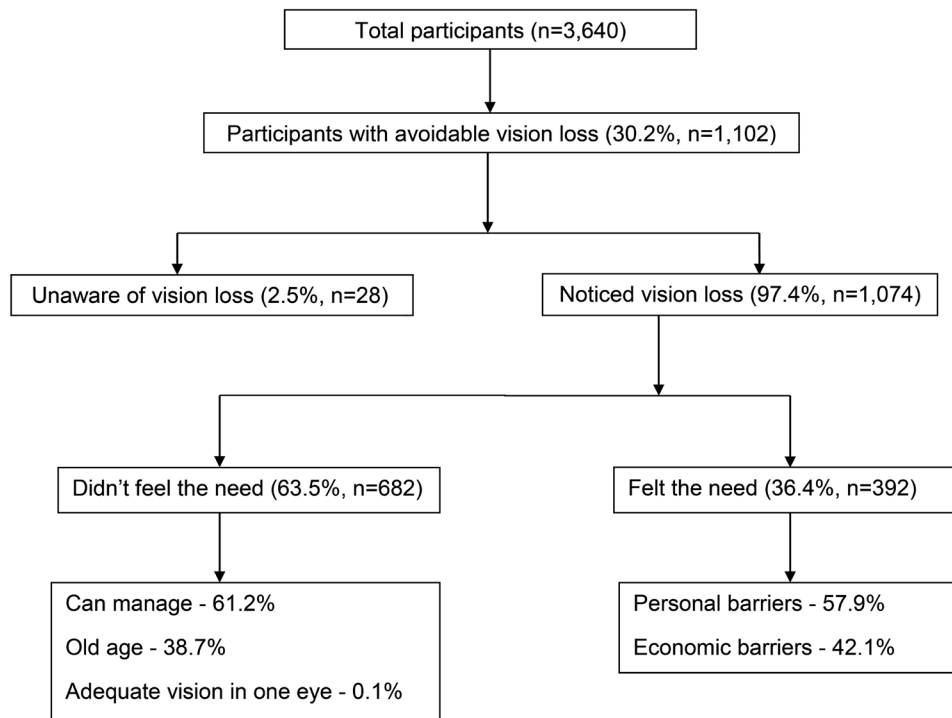 Total participants (n=3,640)
Participants with avoidable vision loss (30.2%, n=1,102)
Unaware of vision loss (2.5%, n=28)
Noticed vision loss (97.4%, n=1,074)
Didn’t feel the need (63.5%, n=682)
Felt the need (36.4%, n=392)
Can manage - 61.2%
Old age - 38.7%
Adequate vision in one eye - 0.1%
Personal barriers - 57.9%
Economic barriers - 42.1%